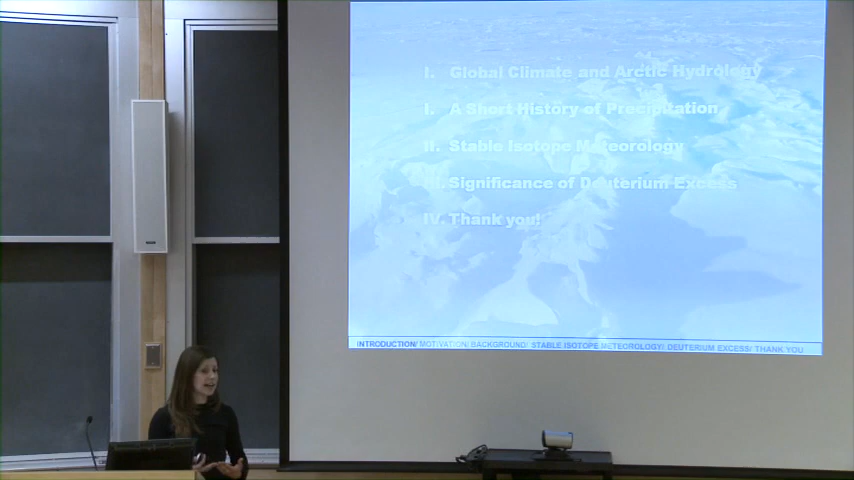 I. Global Climate and Arctic Hydrology
I. A Short History of Precipitation
II. Stable Isotope Meteorology
III. Significance of Deuterium Excess
IV. Thank you!
INTRODUCTION/ MOTIVATION/ BACKGROUND/ STABLE ISOTOPE METEOROLOGY/ DEUTERIUM EXCESS/ THANK YOU